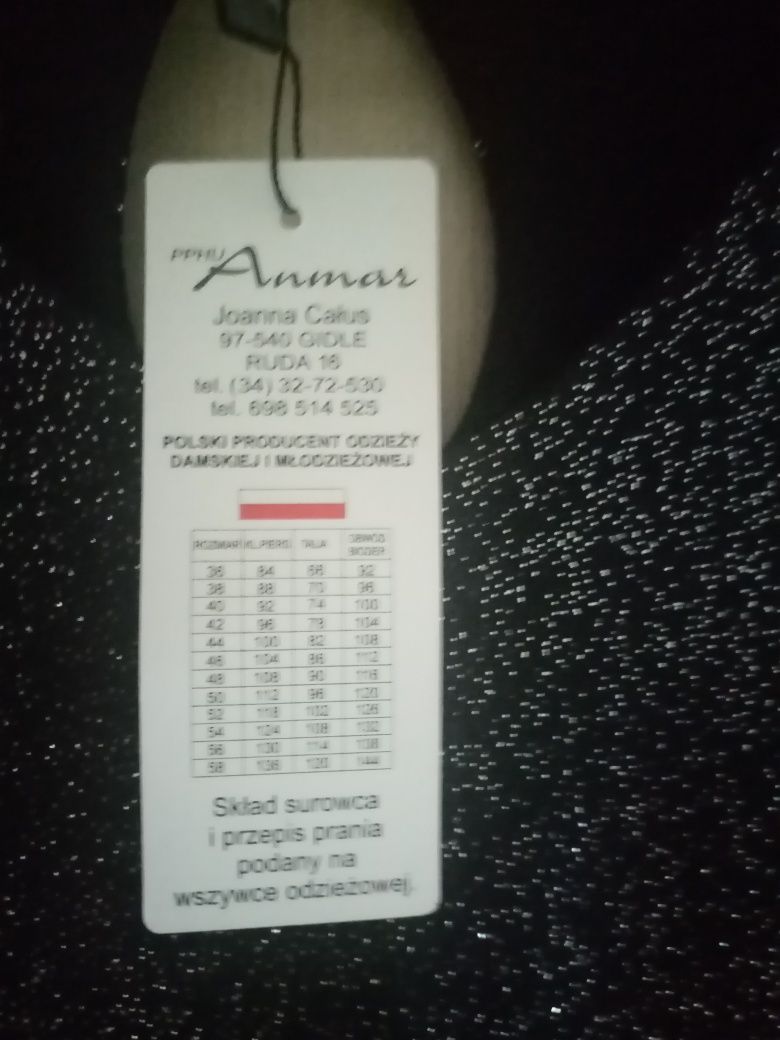 PPHU Anmar
Joanna Całus
97-540 GIDLE
RUDA 16
tel. (34) 32-72-530
tel. 698 514 525
POLSKI PRODUCENT ODZIEŻY
DAMSKIEJ I MŁODZIEŻOWEJ
ROZMIAR KL.PIERSI TALIA OBWÓD BIODER
36 84 66 92
38 88 70 96
40 92 74 100
42 96 78 104
44 100 82 108
46 104 86 112
48 108 90 116
50 112 96 120
52 118 102 126
54 124 108 132
56 130 114 138
58 136 120 144
Skład surowca
i przepis prania
podany na
wszywce odzieżowej.